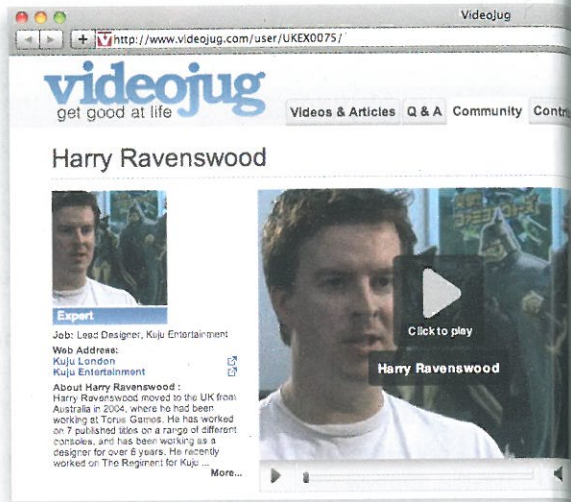 VideoJug
http://www.videojug.com/user/UKEX0075/
videojug
get good at life
Videos & Articles Q & A Community Contri
Harry Ravenswood
Expert
Job: Lead Designer, Kuju Entertainment
Web Address:
Kuju London
Kuju Entertainment
About Harry Ravenswood :
Harry Ravenswood moved to the UK from
Australia in 2004, where he had been
working at Torus Games. He has worked
on 7 published titles on a range of different
consoles, and has been working as a
designer for over 6 years. He recently
worked on The Regiment for Kuju ...
More...
Click to play
Harry Ravenswood